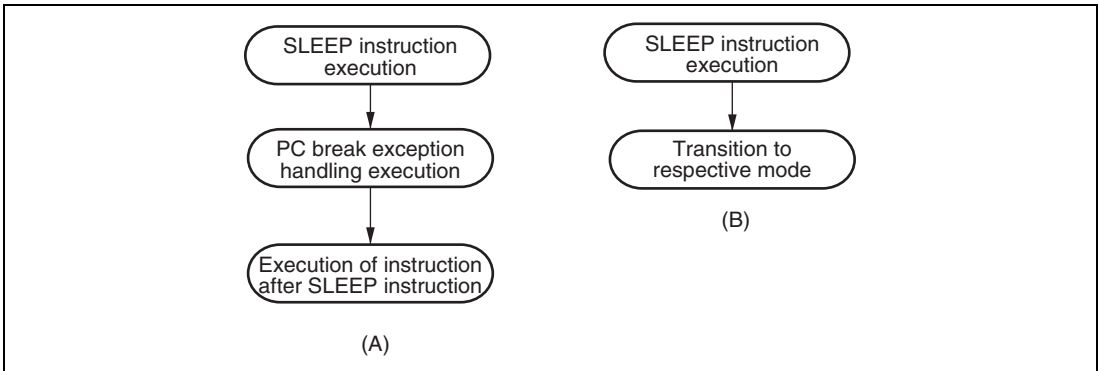 SLEEP instruction
execution
PC break exception
handling execution
Execution of instruction
after SLEEP instruction
(A)
SLEEP instruction
execution
Transition to
respective mode
(B)